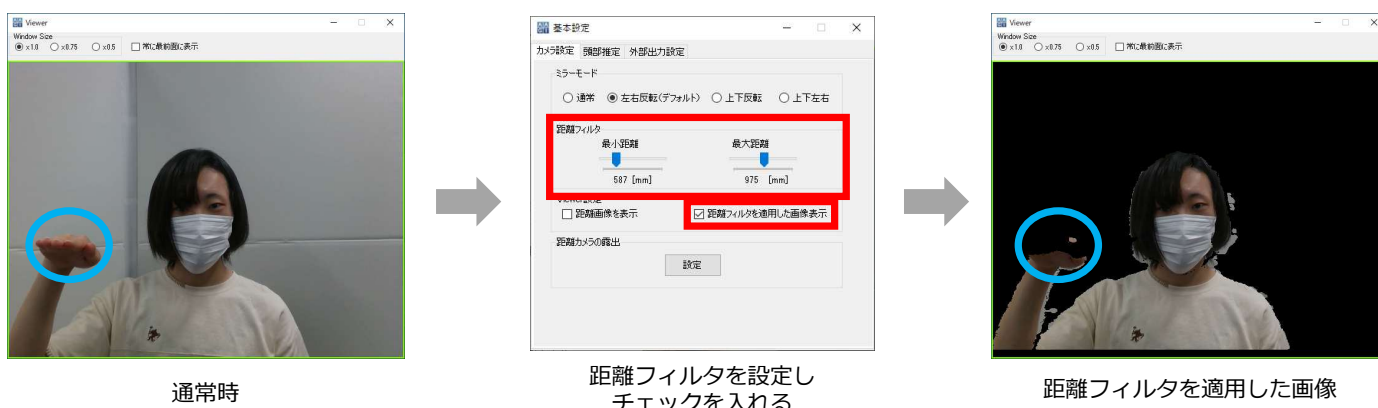 Viewer
Window Size
x1.0 x0.75 x0.5 常に最前面に表示
通常時
基本設定
カメラ設定 頭部推定 外部出力設定
ミラーモード
通常 左右反転(デフォルト) 上下反転 上下左右
距離フィルタ
最小距離 最大距離
587 [mm] 975 [mm]
Viewer設定
距離画像を表示 距離フィルタを適用した画像表示
距離カメラの露出
設定
距離フィルタを設定し
チェックを入れる
Viewer
Window Size
x1.0 x0.75 x0.5 常に最前面に表示
距離フィルタを適用した画像